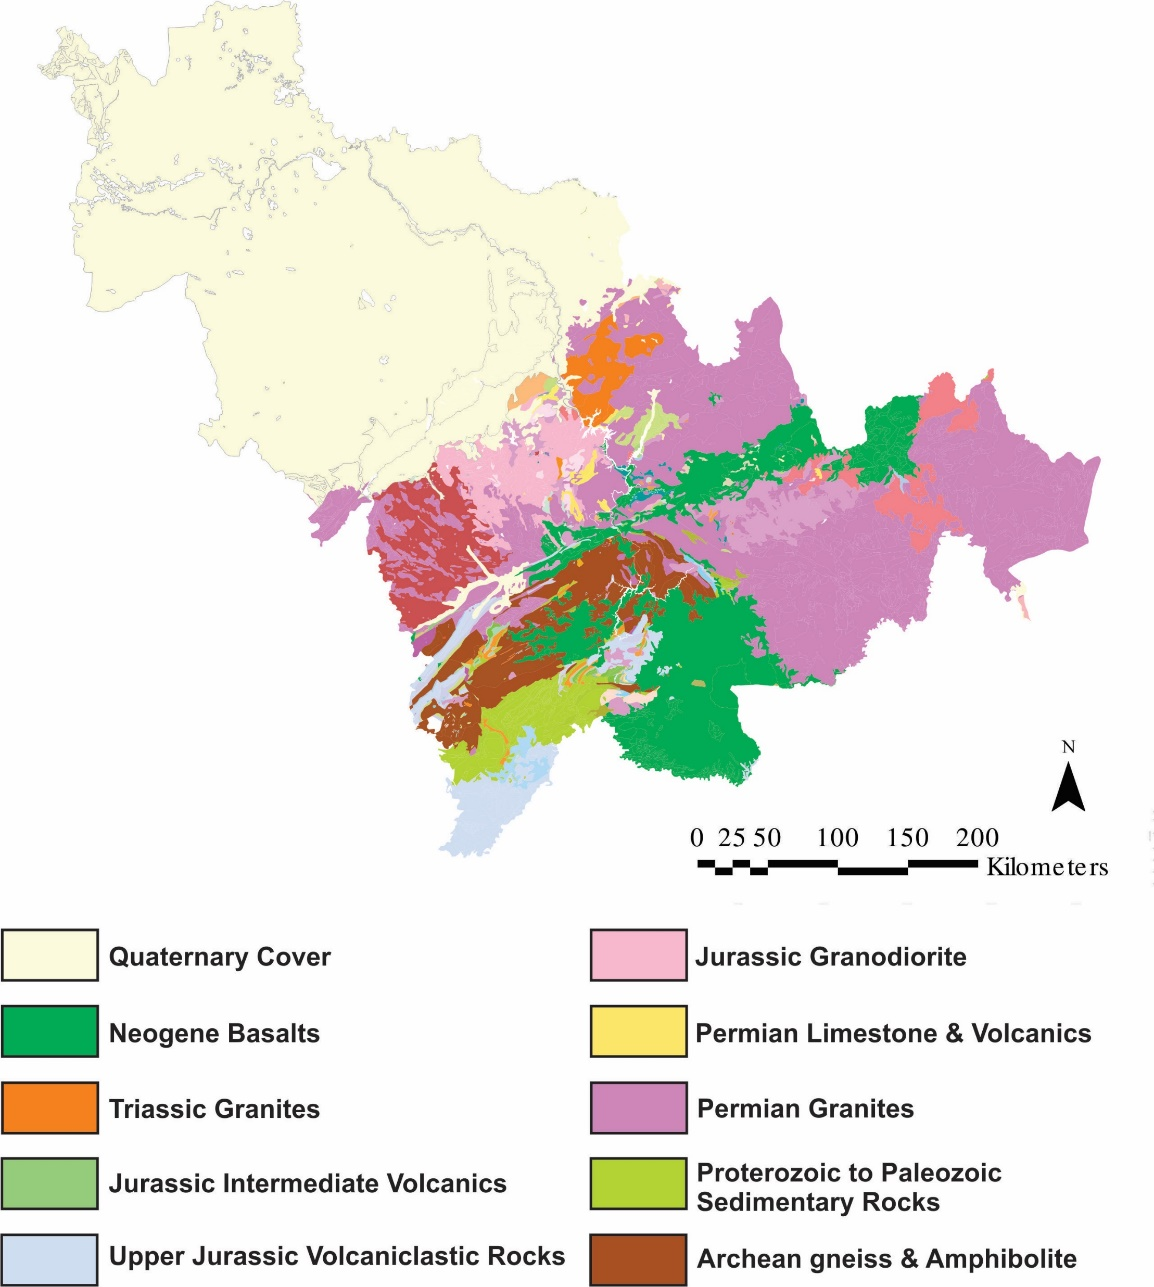 N
0 25 50 100 150 200
Kilometers
Quaternary Cover
Jurassic Granodiorite
Neogene Basalts
Permian Limestone & Volcanics
Triassic Granites
Permian Granites
Jurassic Intermediate Volcanics
Proterozoic to Paleozoic
Sedimentary Rocks
Upper Jurassic Volcaniclastic Rocks
Archean gneiss & Amphibolite